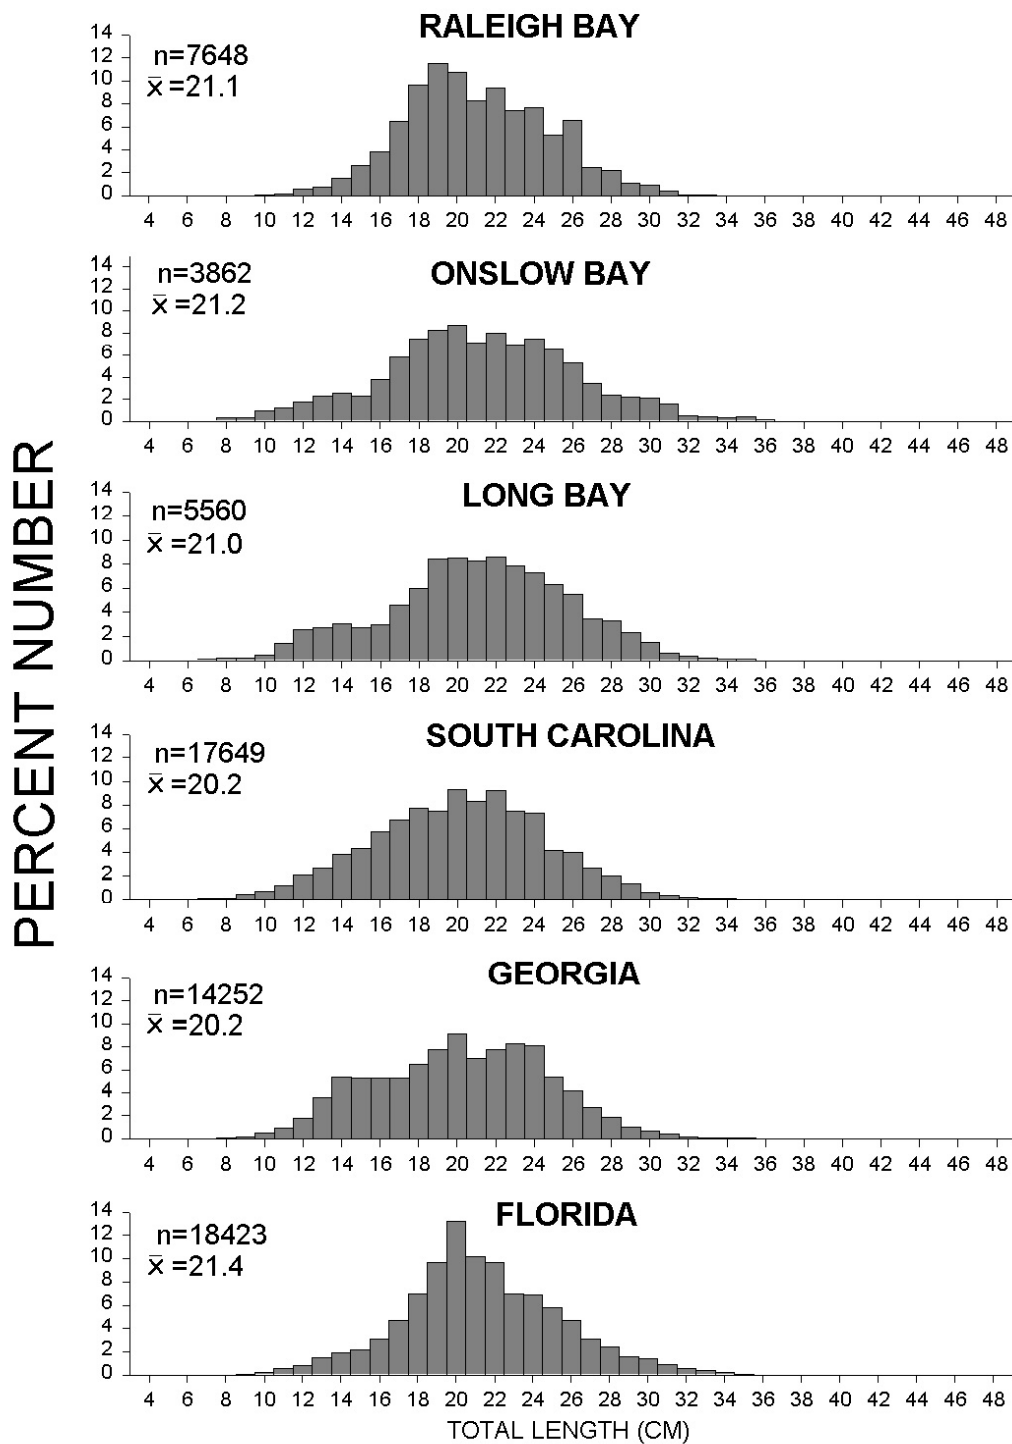 PERCENT NUMBER
RALEIGH BAY
n=7648
x̄ =21.1
14
12
10
8
6
4
2
0
4 6 8 10 12 14 16 18 20 22 24 26 28 30 32 34 36 38 40 42 44 46 48
ONSLOW BAY
n=3862
x̄ =21.2
14
12
10
8
6
4
2
0
4 6 8 10 12 14 16 18 20 22 24 26 28 30 32 34 36 38 40 42 44 46 48
LONG BAY
n=5560
x̄ =21.0
14
12
10
8
6
4
2
0
4 6 8 10 12 14 16 18 20 22 24 26 28 30 32 34 36 38 40 42 44 46 48
SOUTH CAROLINA
n=17649
x̄ =20.2
14
12
10
8
6
4
2
0
4 6 8 10 12 14 16 18 20 22 24 26 28 30 32 34 36 38 40 42 44 46 48
GEORGIA
n=14252
x̄ =20.2
14
12
10
8
6
4
2
0
4 6 8 10 12 14 16 18 20 22 24 26 28 30 32 34 36 38 40 42 44 46 48
FLORIDA
n=18423
x̄ =21.4
14
12
10
8
6
4
2
0
4 6 8 10 12 14 16 18 20 22 24 26 28 30 32 34 36 38 40 42 44 46 48
TOTAL LENGTH (CM)